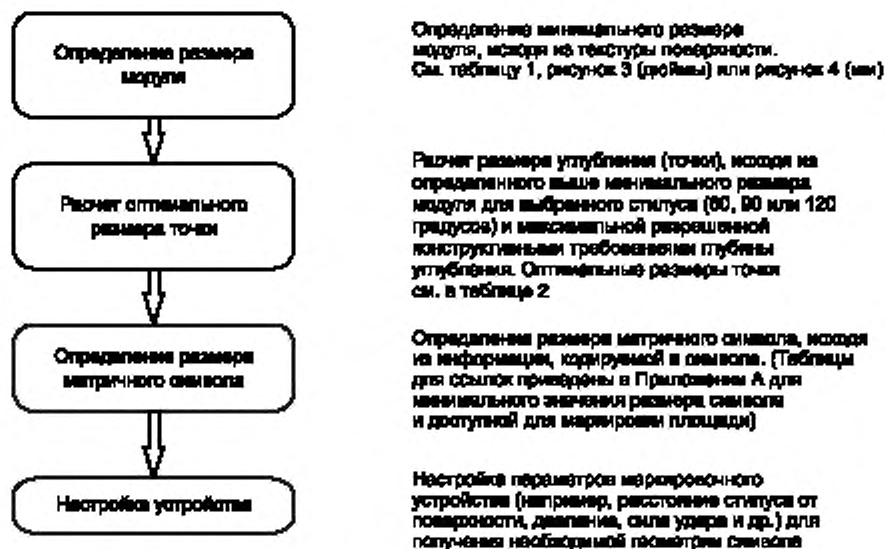 Определение размера
модуля
Определение минимального размера
модуля, исходя из текстуры поверхности.
См. таблицу 1, рисунок 3 (дюймы) или рисунок 4 (мм)
Расчет оптимального
размера точки
Расчет размера углубления (точки), исходя из
определенного выше минимального размера
модуля для выбранного стилуса (60, 90 или 120
градусов) и максимальной разрешенной
конструктивными требованиями глубины
углубления. Оптимальные размеры точки
см. в таблице 2
Определение размера
матричного символа
Определение размера матричного символа, исходя
из информации, кодируемой в символе. (Таблицы
для ссылок приведены в Приложении А для
минимального значения размера символа
и доступной для маркировки площади)
Настройка устройства
Настройка параметров маркировочного
устройства (например, расстояние стилуса от
поверхности, давление, сила удара и др.) для
получения необходимой геометрии символа